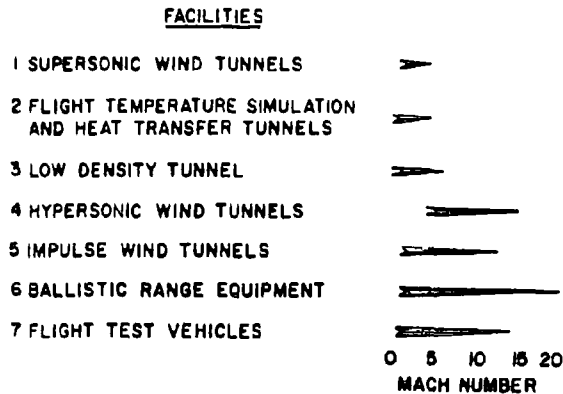 FACILITIES
1 SUPERSONIC WIND TUNNELS
2 FLIGHT TEMPERATURE SIMULATION
AND HEAT TRANSFER TUNNELS
3 LOW DENSITY TUNNEL
4 HYPERSONIC WIND TUNNELS
5 IMPULSE WIND TUNNELS
6 BALLISTIC RANGE EQUIPMENT
7 FLIGHT TEST VEHICLES
0 5 10 15 20
MACH NUMBER